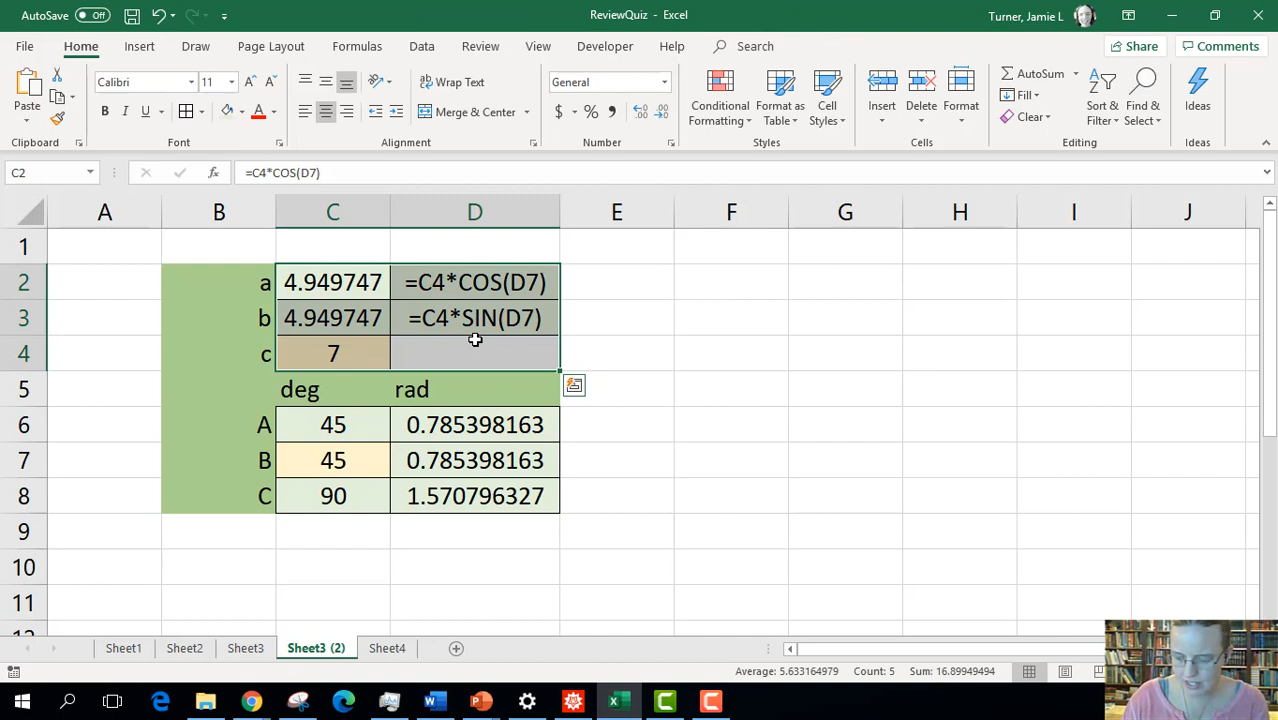 AutoSave Off
ReviewQuiz - Excel
Turner, Jamie L
File Home Insert Draw Page Layout Formulas Data Review View Developer Help Search Share Comments
Paste
Calibri 11
B I U
Wrap Text
Merge & Center
General
$ % ,
Conditional Formatting
Format as Table
Cell Styles
Insert
Delete
Format
AutoSum
Fill
Clear
Sort & Filter
Find & Select
Ideas
Clipboard Font Alignment Number Styles Cells Editing Ideas
C2 fx =C4*COS(D7)
A B C D E F G H I J
1
2 a 4.949747 =C4*COS(D7)
3 b 4.949747 =C4*SIN(D7)
4 c 7
5 deg rad
6 A 45 0.785398163
7 B 45 0.785398163
8 C 90 1.570796327
9
10
11
12
Sheet1 Sheet2 Sheet3 Sheet3 (2) Sheet4
Average: 5.633164979 Count: 5 Sum: 16.89949494